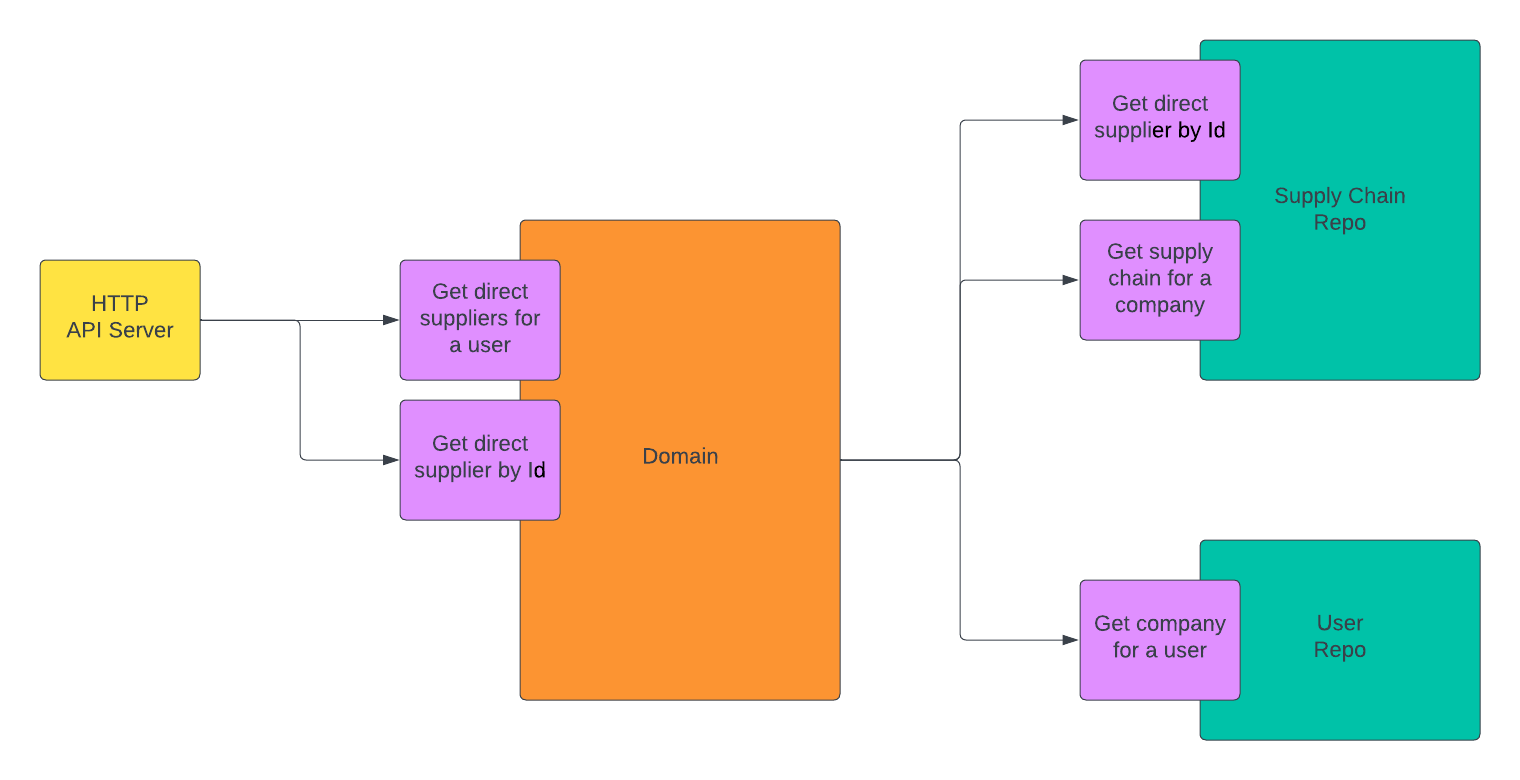 HTTP
API Server
Get direct
suppliers for
a user
Get direct
supplier by Id
Domain
Get direct
supplier by Id
Get supply
chain for a
company
Supply Chain
Repo
Get company
for a user
User
Repo